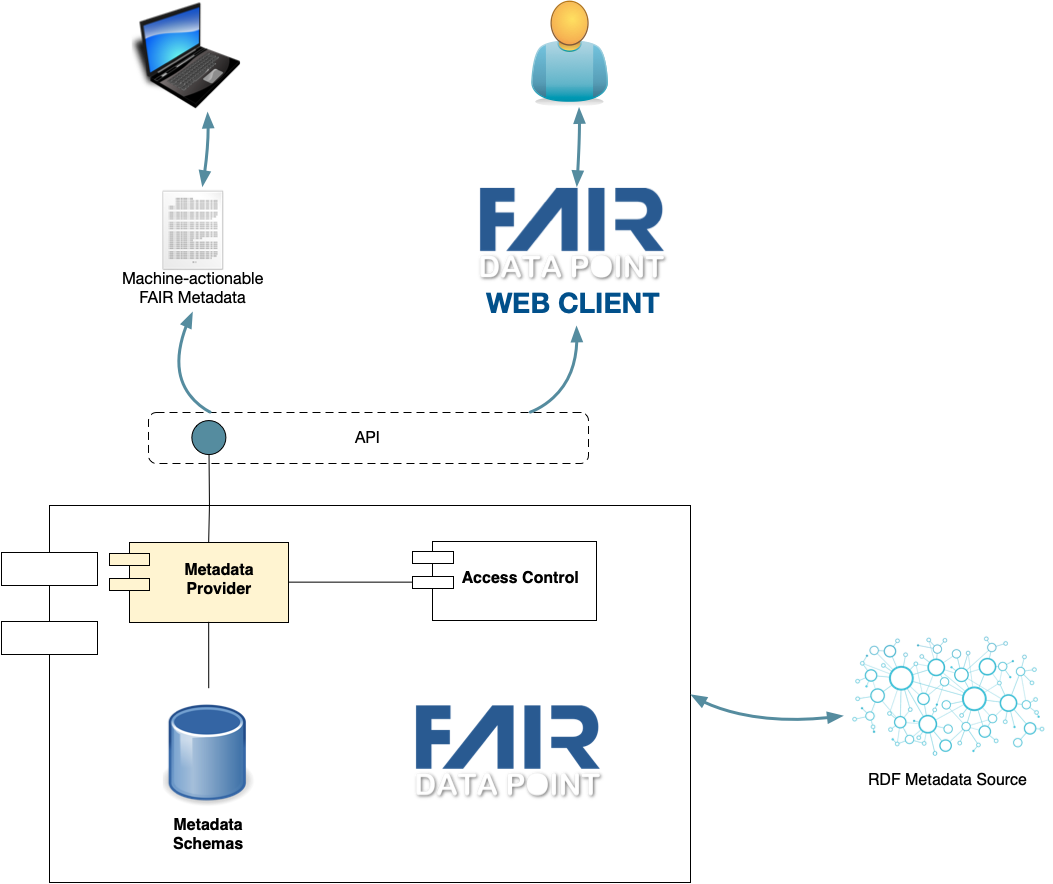 Machine-actionable
FAIR Metadata
FAIR
DATA POINT
WEB CLIENT
API
Metadata
Provider
Access Control
FAIR
DATA POINT
Metadata
Schemas
RDF Metadata Source